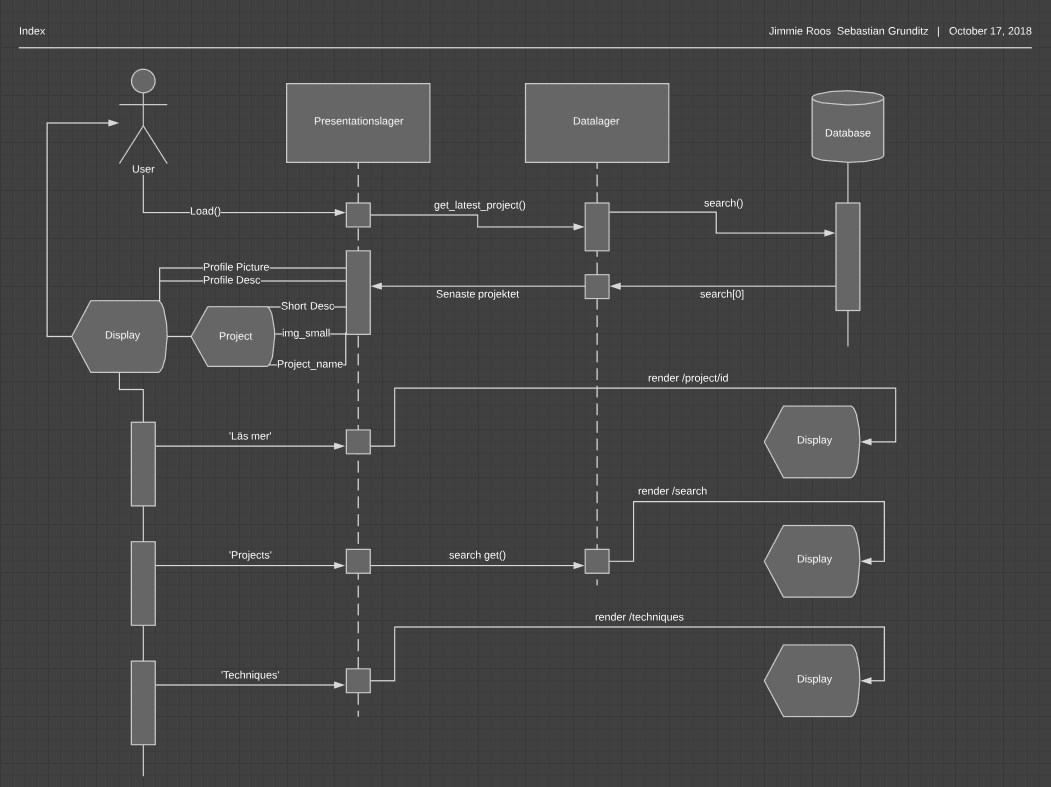 Index
Jimmie Roos  Sebastian Grunditz  |  October 17, 2018
Presentationslager
Datalager
Database
User
Load()
get_latest_project()
search()
Profile Picture
Profile Desc
Senaste projektet
search[0]
Short Desc
Display
Project
img_small
Project_name
render /project/id
'Läs mer'
Display
render /search
'Projects'
search get()
Display
render /techniques
'Techniques'
Display